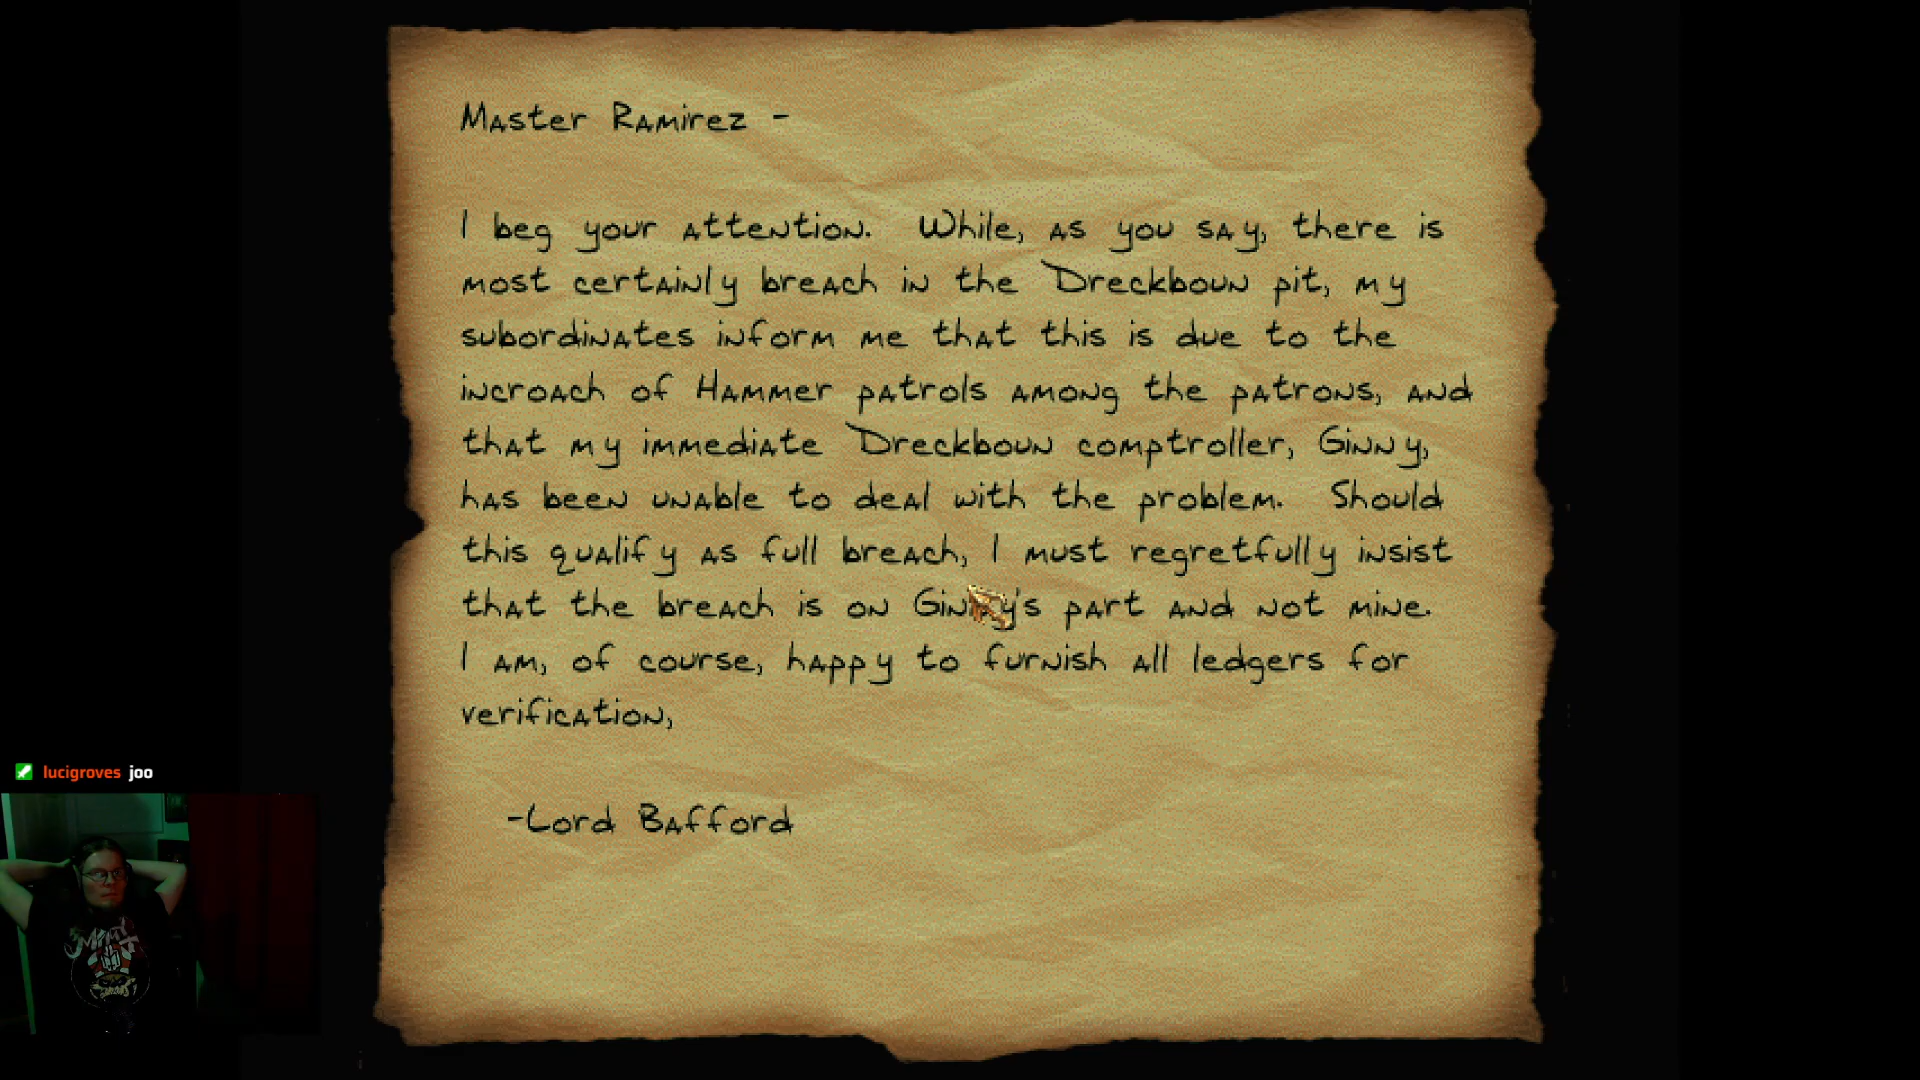 Master Ramirez -
I beg your attention. While, as you say, there is
most certainly breach in the Dreckboun pit, my
subordinates inform me that this is due to the
incroach of Hammer patrols among the patrons, and
that my immediate Dreckboun comptroller, Ginny,
has been unable to deal with the problem. Should
this qualify as full breach, I must regretfully insist
that the breach is on Ginny's part and not mine.
I am, of course, happy to furnish all ledgers for
verification,
-Lord Bafford
lucigroves joo